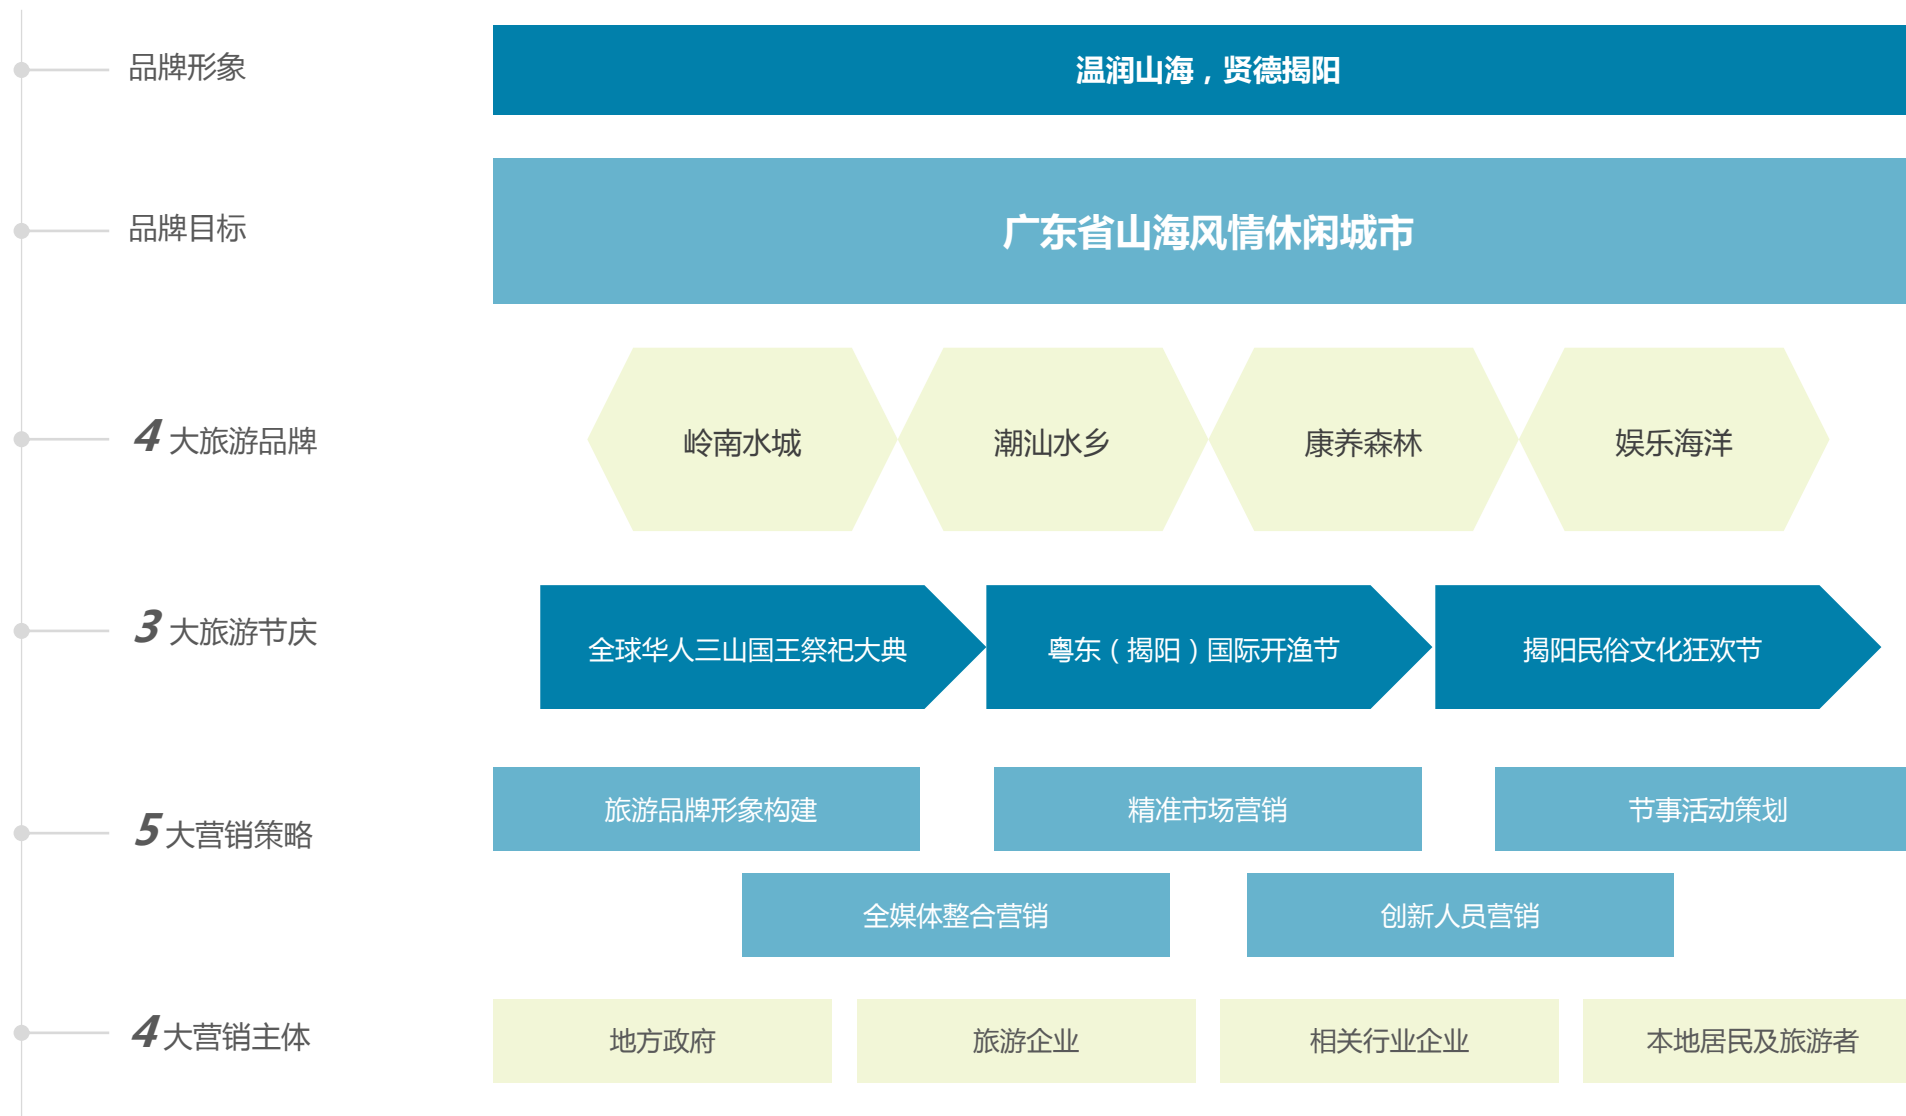 品牌形象
温润山海，贤德揭阳
品牌目标
广东省山海风情休闲城市
4 大旅游品牌
岭南水城
潮汕水乡
康养森林
娱乐海洋
3 大旅游节庆
全球华人三山国王祭祀大典
粤东（揭阳）国际开渔节
揭阳民俗文化狂欢节
5 大营销策略
旅游品牌形象构建
精准市场营销
节事活动策划
全媒体整合营销
创新人员营销
4 大营销主体
地方政府
旅游企业
相关行业企业
本地居民及旅游者